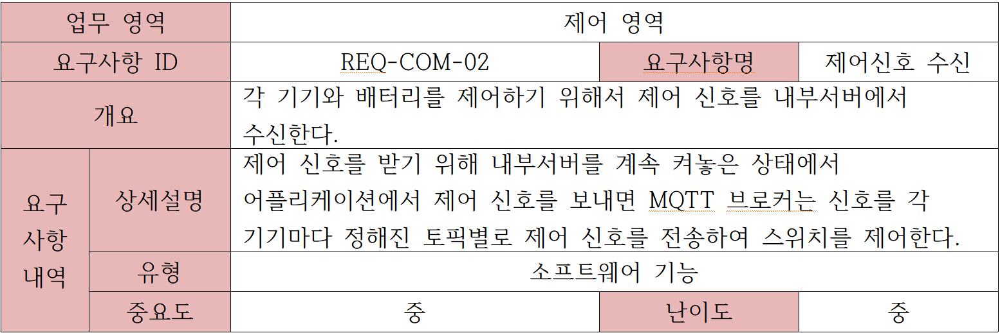 업무 영역 제어 영역
요구사항 ID REQ-COM-02 요구사항명 제어신호 수신
개요 각 기기와 배터리를 제어하기 위해서 제어 신호를 내부서버에서
수신한다.
요구
사항
내역
상세설명
제어 신호를 받기 위해 내부서버를 계속 켜놓은 상태에서
어플리케이션에서 제어 신호를 보내면 MQTT 브로커는 신호를 각
기기마다 정해진 토픽별로 제어 신호를 전송하여 스위치를 제어한다.
유형 소프트웨어 기능
중요도 중 난이도 중